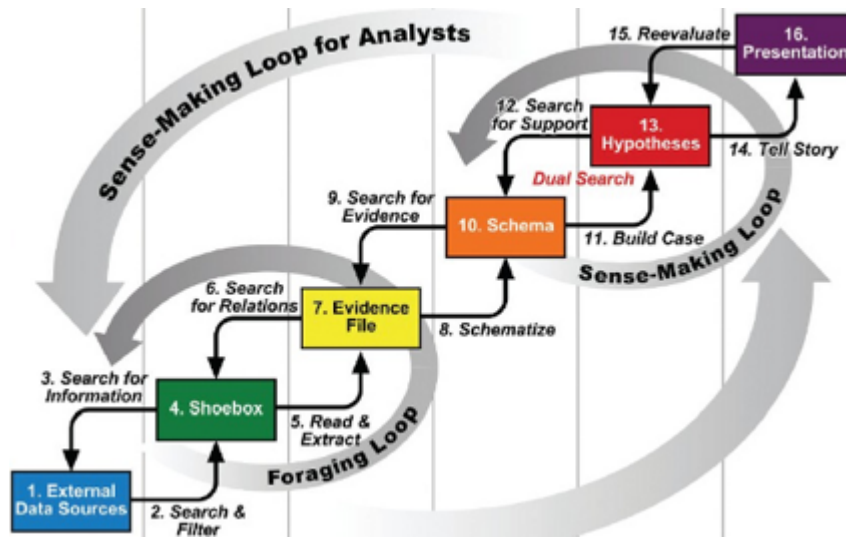 Sense-Making Loop for Analysts
15. Reevaluate
16.
Presentation
12. Search
for Support
13.
Hypotheses
14. Tell Story
Dual Search
9. Search for
Evidence
10. Schema
11. Build Case
Sense-Making Loop
6. Search
for Relations
7. Evidence
File
8. Schematize
3. Search for
Information
4. Shoebox
5. Read &
Extract
Foraging Loop
1. External
Data Sources
2. Search &
Filter